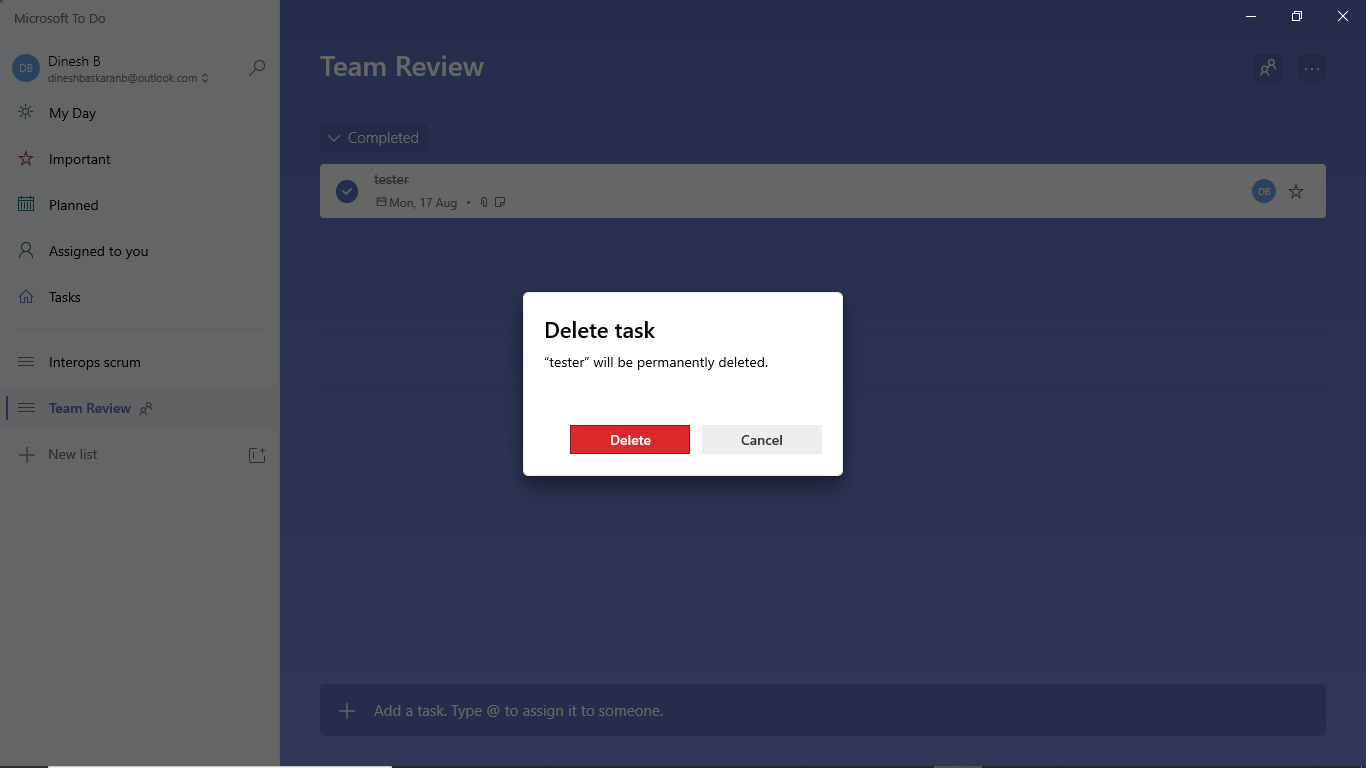 Microsoft To Do
DB
Dinesh B
dineshbaskaranb@outlook.com
My Day
Important
Planned
Assigned to you
Tasks
Interops scrum
Team Review
New list
Team Review
Completed
tester
Mon, 17 Aug •
DB
Delete task
“tester” will be permanently deleted.
Delete Cancel
Add a task. Type @ to assign it to someone.